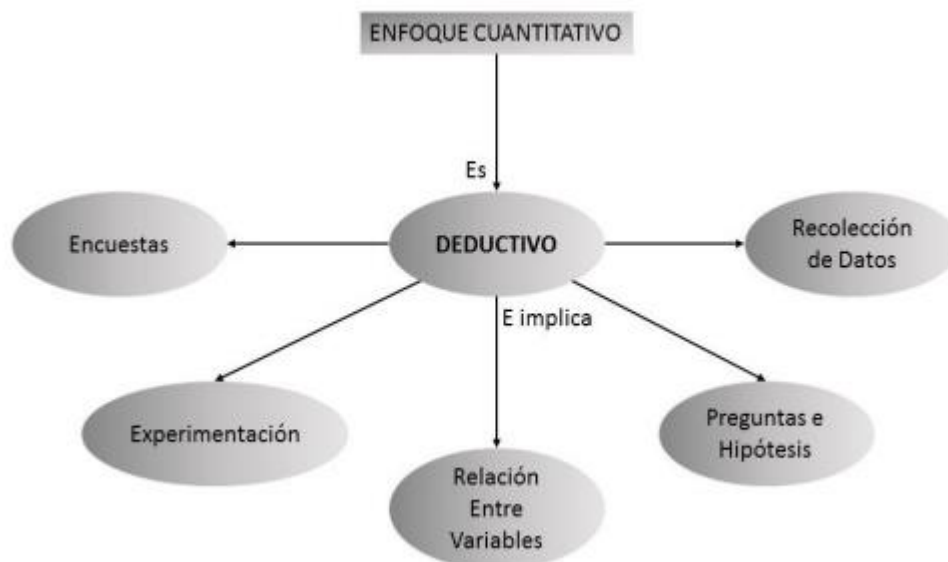 ENFOQUE CUANTITATIVO
Es
Encuestas
DEDUCTIVO
Recolección
de Datos
E implica
Experimentación
Preguntas e
Hipótesis
Relación
Entre
Variables